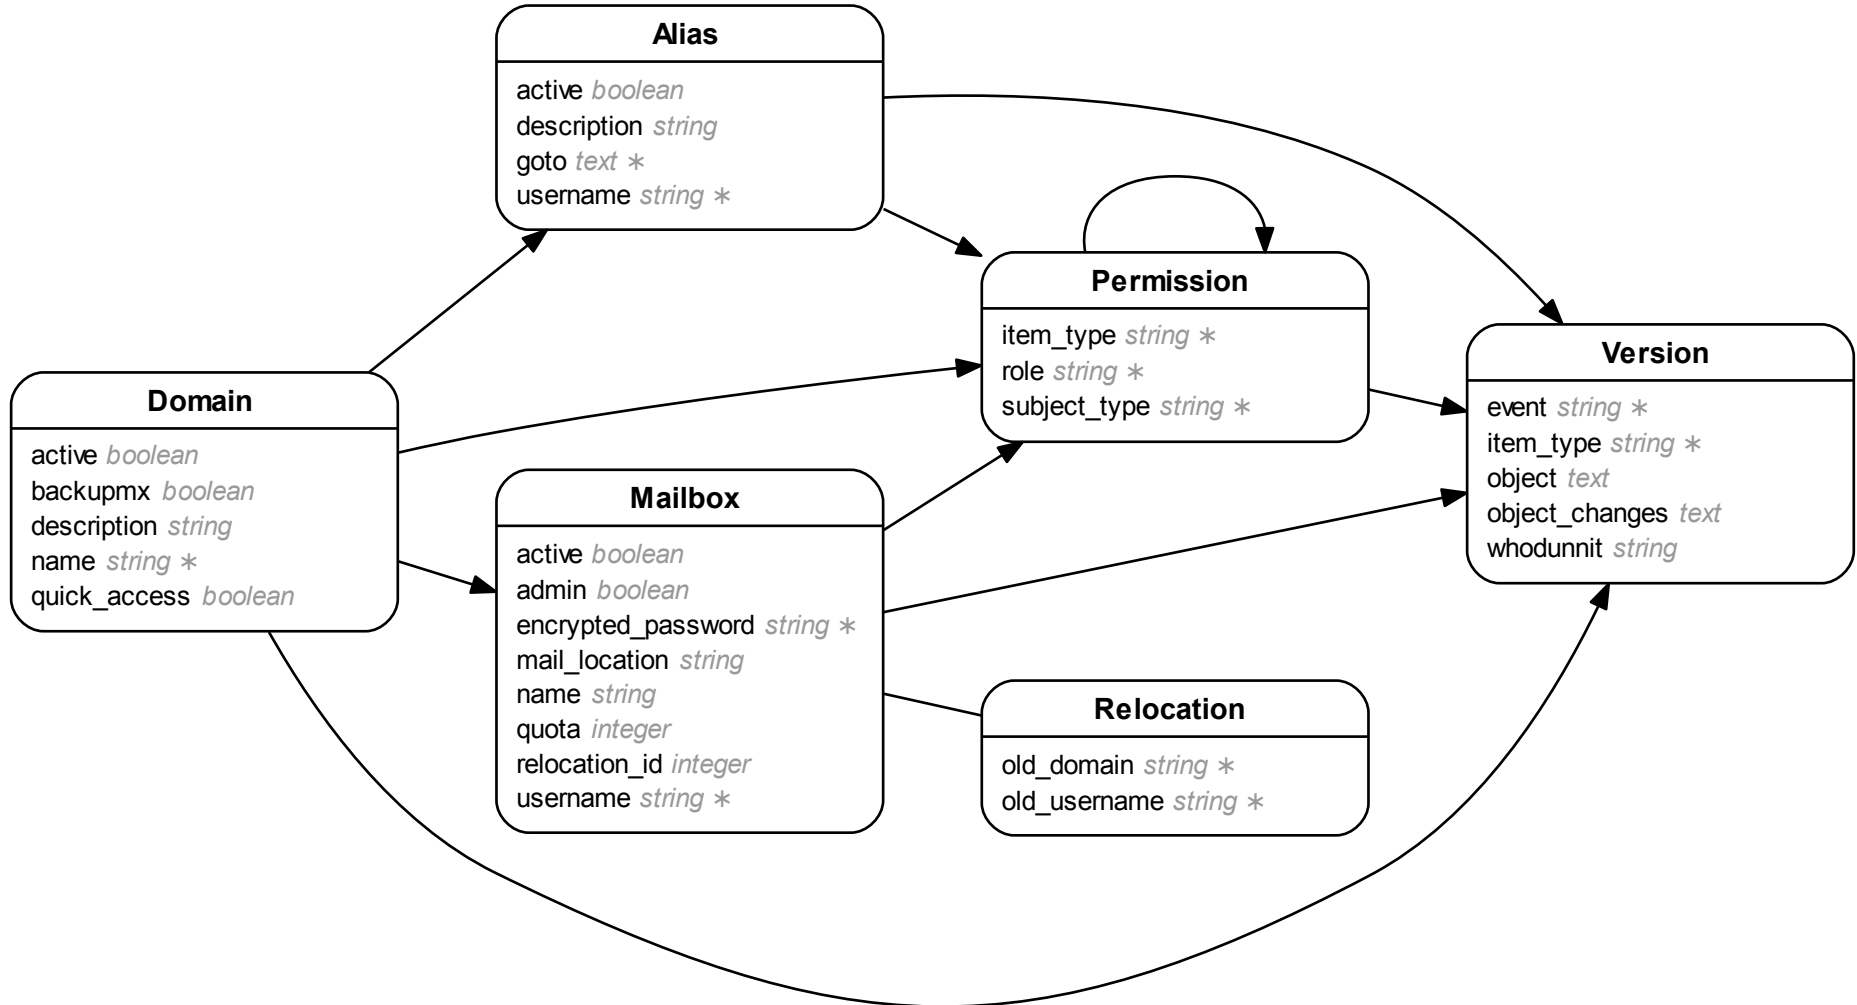 Alias
active boolean
description string
goto text ∗
username string ∗
Permission
item_type string ∗
role string ∗
subject_type string ∗
Version
event string ∗
item_type string ∗
object text
object_changes text
whodunnit string
Domain
active boolean
backupmx boolean
description string
name string ∗
quick_access boolean
Mailbox
active boolean
admin boolean
encrypted_password string ∗
mail_location string
name string
quota integer
relocation_id integer
username string ∗
Relocation
old_domain string ∗
old_username string ∗